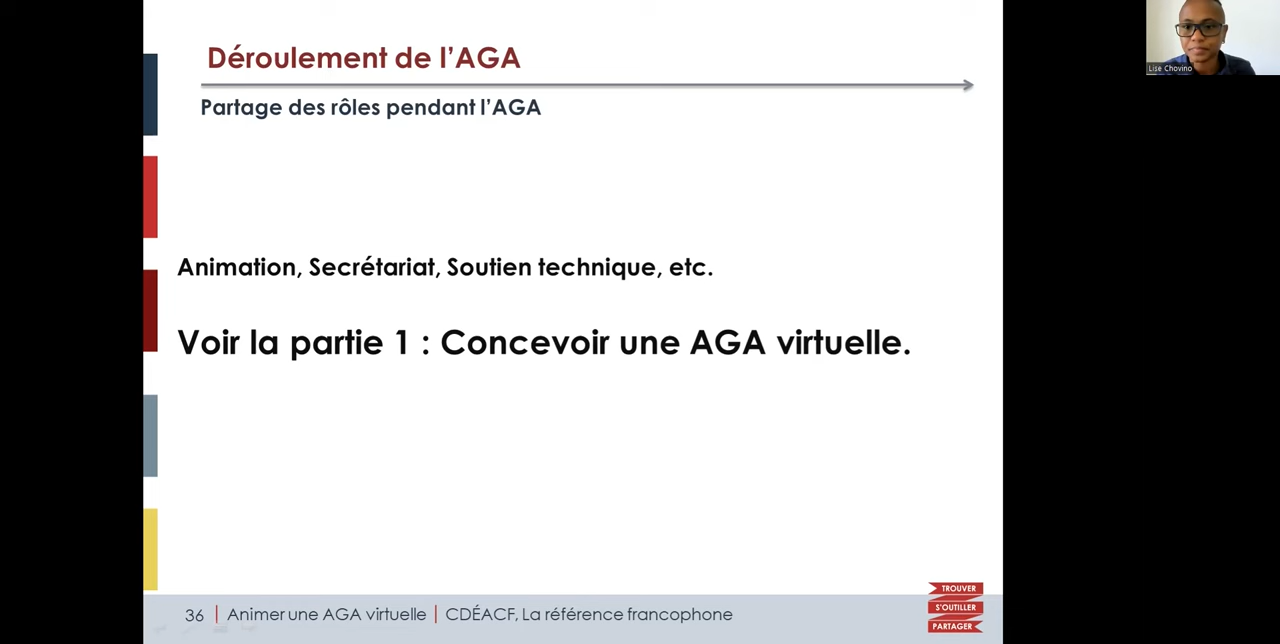 Déroulement de l'AGA
Lise Chovino
Partage des rôles pendant l'AGA
Animation, Secrétariat, Soutien technique, etc.
Voir la partie 1 : Concevoir une AGA virtuelle.
36 | Animer une AGA virtuelle | CDÉACF, La référence francophone
TROUVER
S'OUTILLER
PARTAGER